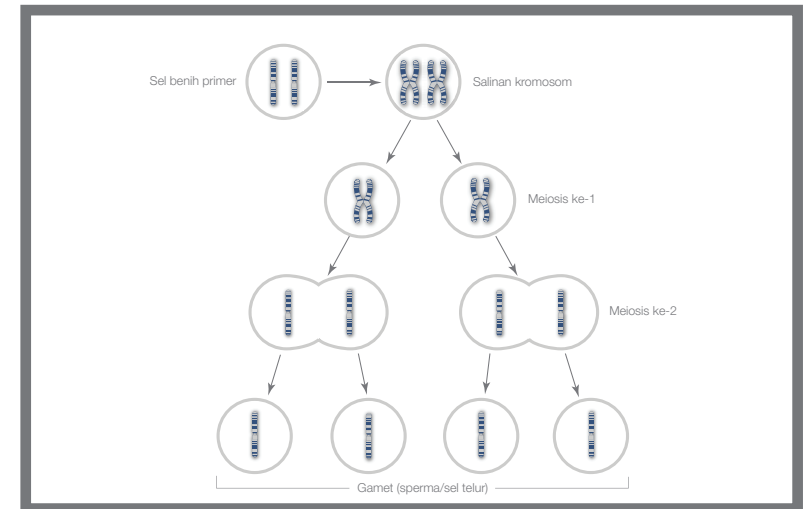 Sel benih primer
Salinan kromosom
Meiosis ke-1
Meiosis ke-2
Gamet (sperma/sel telur)